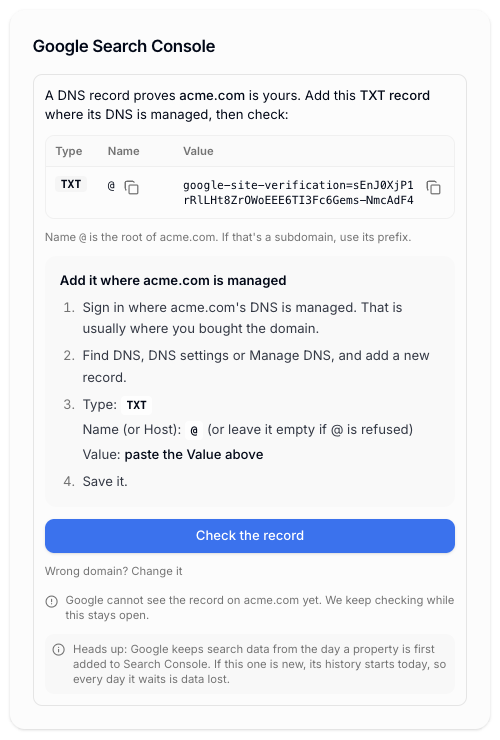 Google Search Console
A DNS record proves acme.com is yours. Add this TXT record
where its DNS is managed, then check:
Type Name Value
TXT @ google-site-verification=sEnJ0XjP1
rRlLHt8ZrOWoEEE6TI3Fc6Gems-NmcAdF4
Name @ is the root of acme.com. If that's a subdomain, use its prefix.
Add it where acme.com is managed
1. Sign in where acme.com's DNS is managed. That is
usually where you bought the domain.
2. Find DNS, DNS settings or Manage DNS, and add a new
record.
3. Type: TXT
Name (or Host): @ (or leave it empty if @ is refused)
Value: paste the Value above
4. Save it.
Check the record
Wrong domain? Change it
Google cannot see the record on acme.com yet. We keep checking while
this stays open.
Heads up: Google keeps search data from the day a property is first
added to Search Console. If this one is new, its history starts today, so
every day it waits is data lost.